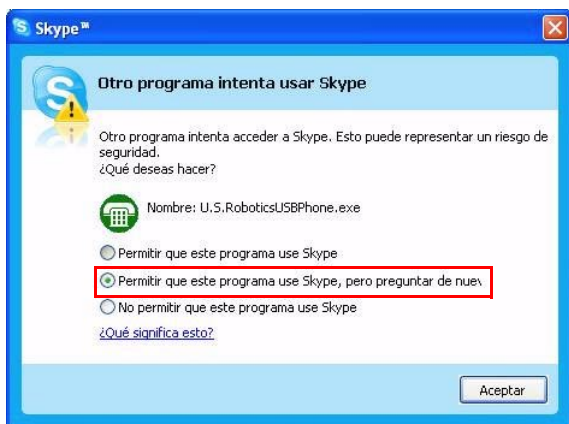 Skype™
Otro programa intenta usar Skype
Otro programa intenta acceder a Skype. Esto puede representar un riesgo de
seguridad.
¿Qué deseas hacer?
Nombre: U.S.RoboticsUSBPhone.exe
Permitir que este programa use Skype
Permitir que este programa use Skype, pero preguntar de
No permitir que este programa use Skype
¿Qué significa esto?
Aceptar